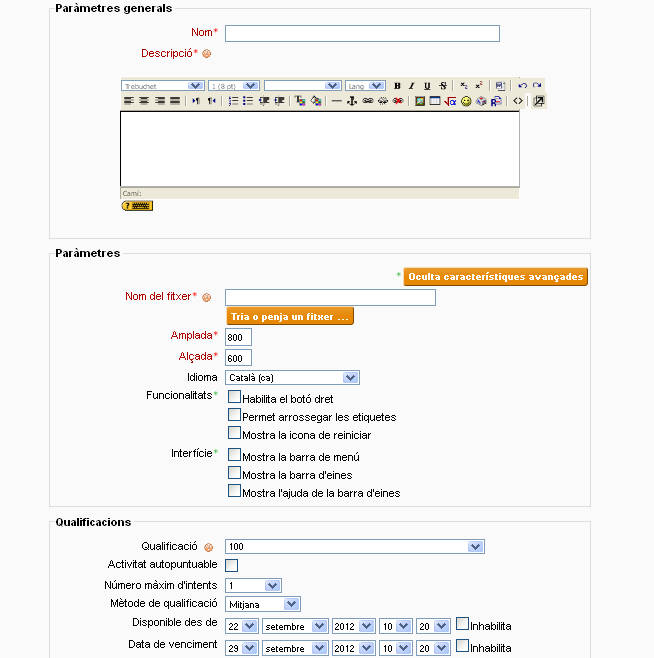 Paràmetres generals
Nom*
Descripció*
Trebuchet 1 (8 pt) Lang B I U S x₂ x²
Camí:
?
Paràmetres
* Oculta característiques avançades
Nom del fitxer*
Tria o penja un fitxer ...
Amplada* 800
Alçada* 600
Idioma Català (ca)
Funcionalitats* Habilita el botó dret
Permet arrossegar les etiquetes
Mostra la icona de reiniciar
Interfície* Mostra la barra de menú
Mostra la barra d'eines
Mostra l'ajuda de la barra d'eines
Qualificacions
Qualificació 100
Activitat autopuntuable
Número màxim d'intents 1
Mètode de qualificació Mitjana
Disponible des de 22 setembre 2012 10 20 Inhabilita
Data de venciment 29 setembre 2012 10 20 Inhabilita